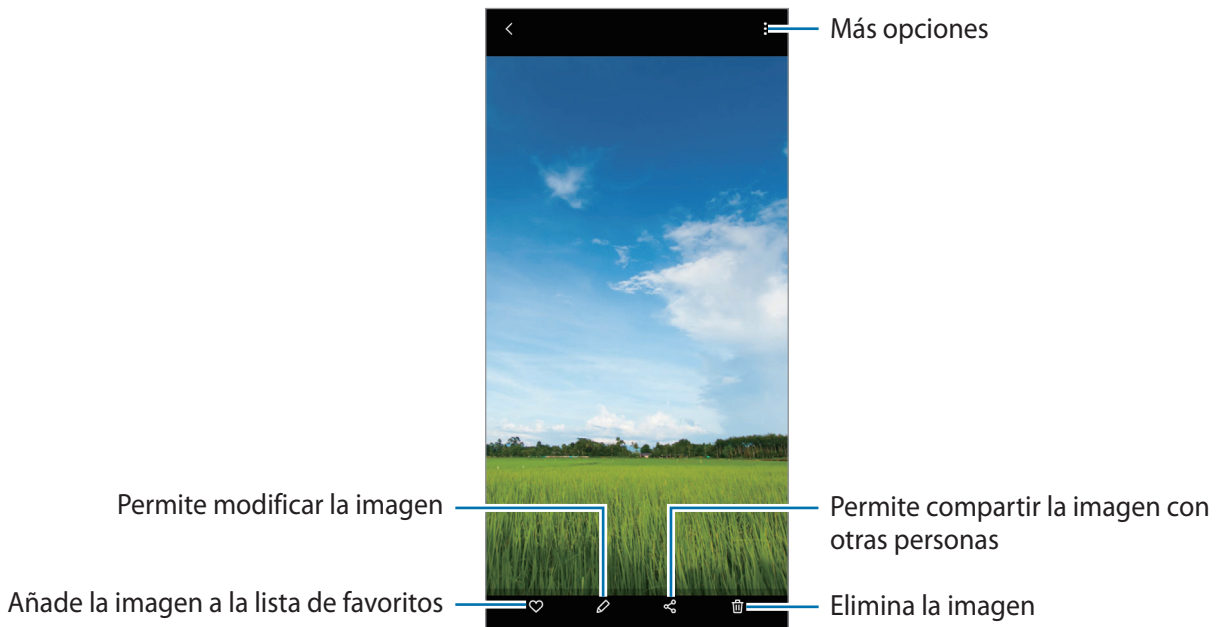 Más opciones
Permite modificar la imagen
Permite compartir la imagen con
otras personas
Añade la imagen a la lista de favoritos
Elimina la imagen